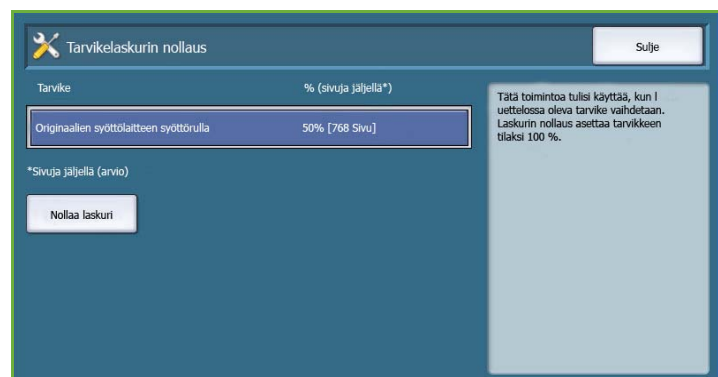 Tarvikelaskurin nollaus
Sulje
Tarvike % (sivuja jäljellä*)
Originaalien syöttölaitteen syöttörulla 50% [768 Sivu]
*Sivuja jäljellä (arvio)
Nollaa laskuri
Tätä toimintoa tulisi käyttää, kun l
uettelossa oleva tarvike vaihdetaan.
Laskurin nollaus asettaa tarvikkeen
tilaksi 100 %.